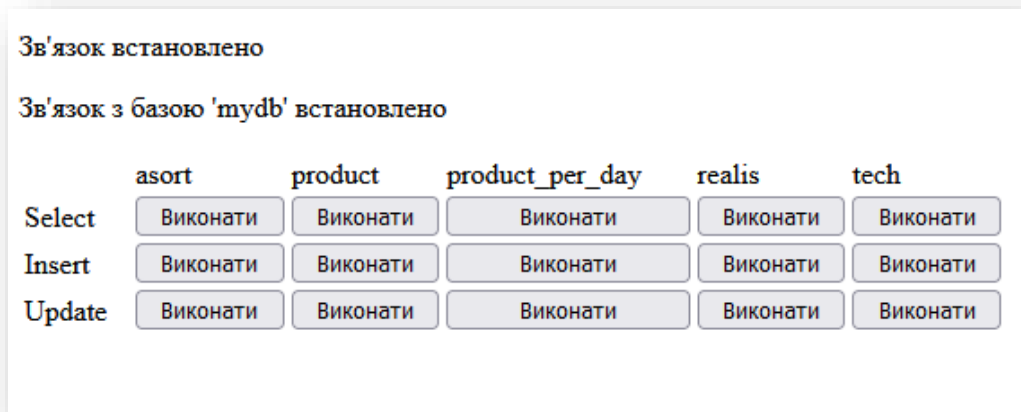 Зв'язок встановлено
Зв'язок з базою 'mydb' встановлено
asort product product_per_day realis tech
Select Виконати Виконати Виконати Виконати Виконати
Insert Виконати Виконати Виконати Виконати Виконати
Update Виконати Виконати Виконати Виконати Виконати